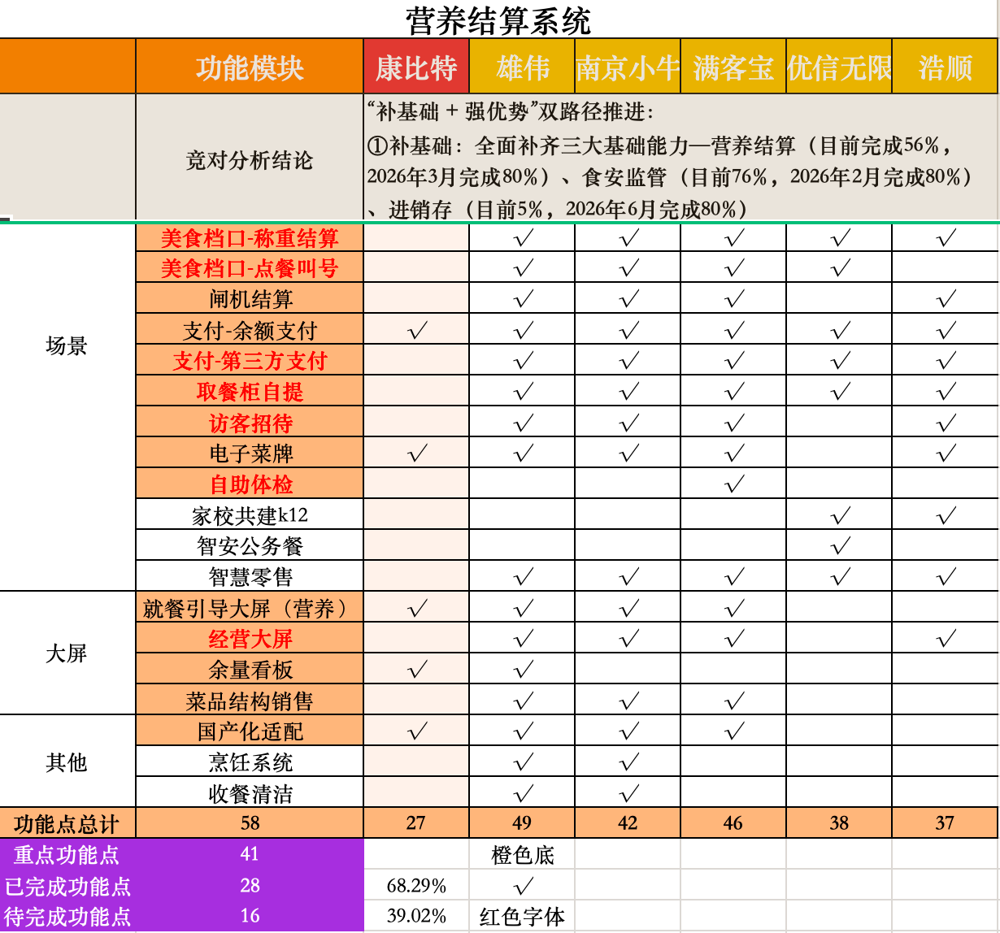 营养结算系统
功能模块 康比特 雄伟 南京小牛 满客宝 优信无限 浩顺
竞对分析结论
“补基础 + 强优势”双路径推进：
①补基础：全面补齐三大基础能力—营养结算（目前完成56%，
2026年3月完成80%）、食安监管（目前76%，2026年2月完成80%）
、进销存（目前5%，2026年6月完成80%）
场景
美食档口-称重结算 √ √ √ √ √
美食档口-点餐叫号 √ √ √ √
闸机结算 √ √ √ √
支付-余额支付 √ √ √ √ √ √
支付-第三方支付 √ √ √ √ √
取餐柜自提 √ √ √ √ √
访客招待 √ √ √ √
电子菜牌 √ √ √ √ √
自助体检 √
家校共建k12 √ √
智安公务餐 √
智慧零售 √ √ √ √ √
大屏
就餐引导大屏（营养） √ √ √ √
经营大屏 √ √ √ √
余量看板 √ √
菜品结构销售 √ √ √
其他
国产化适配 √ √ √ √
烹饪系统 √ √
收餐清洁 √ √
功能点总计 58 27 49 42 46 38 37
重点功能点 41 橙色底
已完成功能点 28 68.29% √
待完成功能点 16 39.02% 红色字体